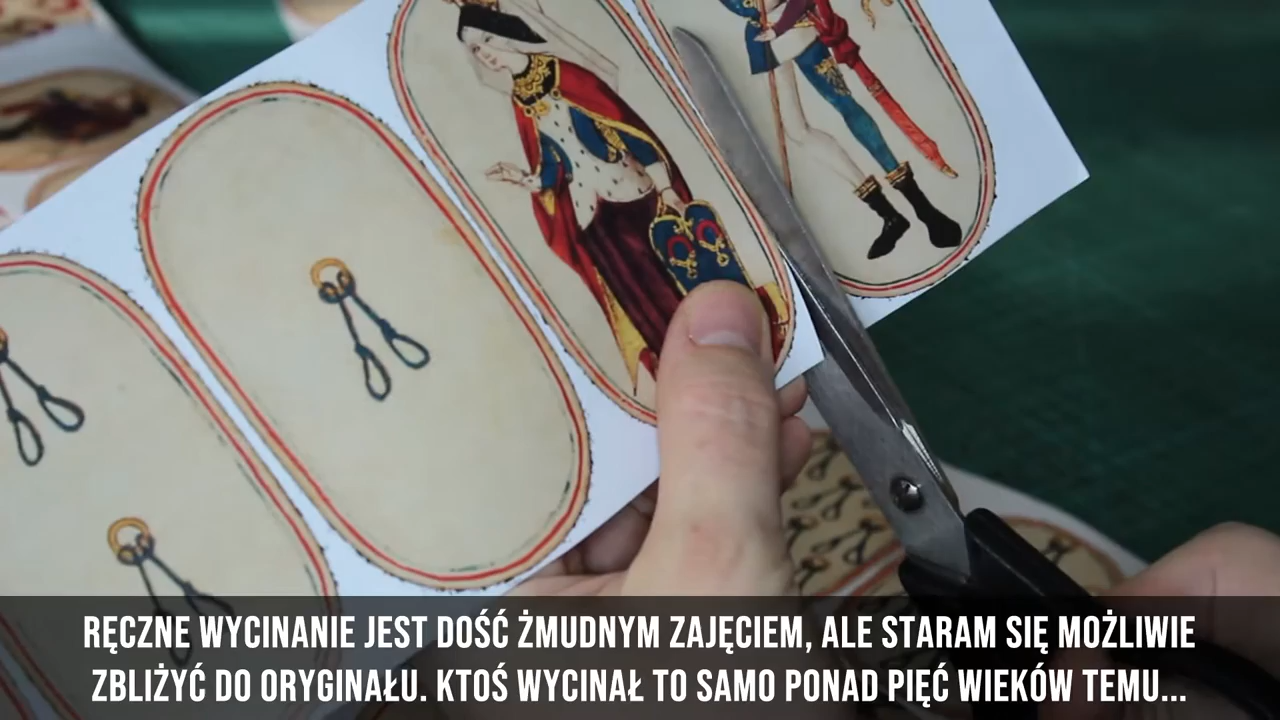 RĘCZNE WYCINANIE JEST DOŚĆ ŻMUDNYM ZAJĘCIEM, ALE STARAM SIĘ MOŻLIWIE
ZBLIŻYĆ DO ORYGINAŁU. KTOŚ WYCINAŁ TO SAMO PONAD PIĘĆ WIEKÓW TEMU...